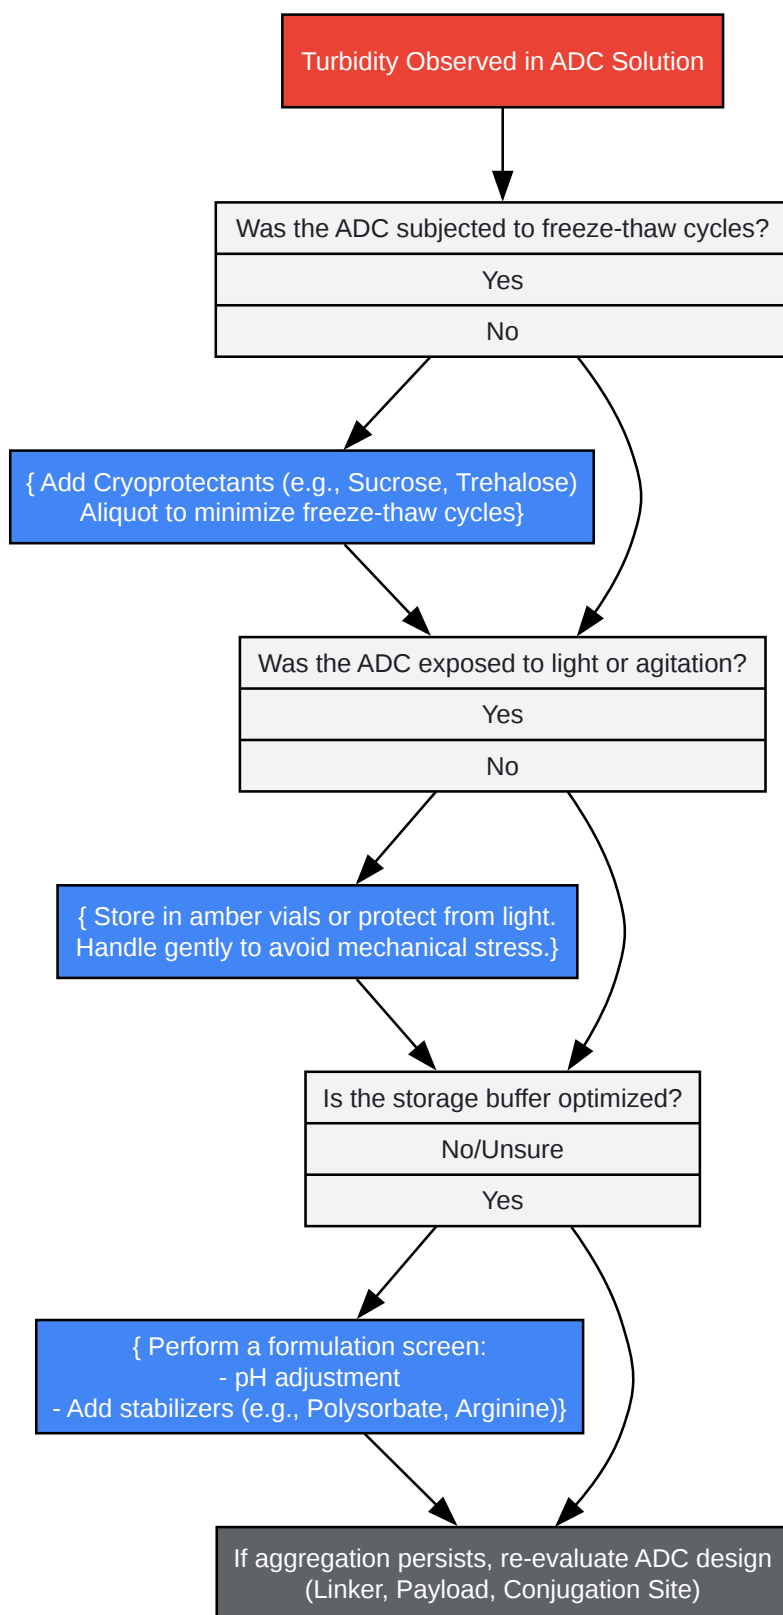 Turbidity Observed in ADC Solution
Was the ADC subjected to freeze-thaw cycles?
Yes
No
{ Add Cryoprotectants (e.g., Sucrose, Trehalose)
Aliquot to minimize freeze-thaw cycles}
Was the ADC exposed to light or agitation?
Yes
No
{ Store in amber vials or protect from light.
Handle gently to avoid mechanical stress.}
Is the storage buffer optimized?
No/Unsure
Yes
{ Perform a formulation screen:
- pH adjustment
- Add stabilizers (e.g., Polysorbate, Arginine)}
If aggregation persists, re-evaluate ADC design
(Linker, Payload, Conjugation Site)